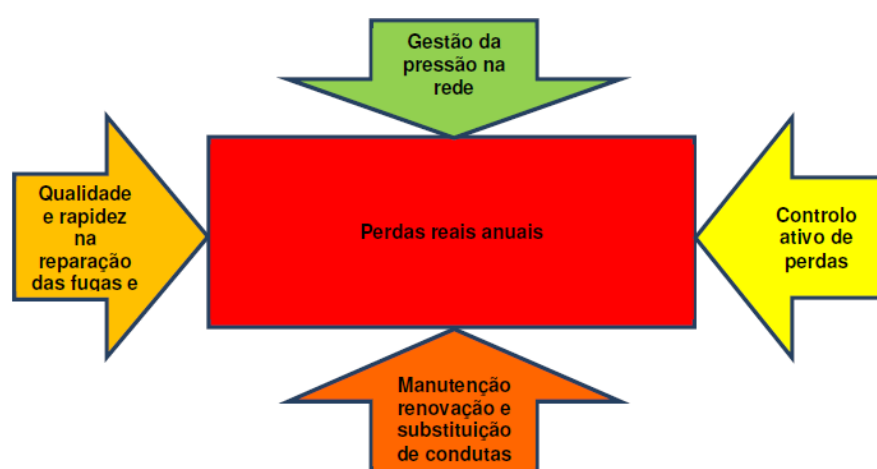 Gestão da
pressão na
rede
Qualidade
e rapidez
na
reparação
das fugas e
Perdas reais anuais
Controlo
ativo de
perdas
Manutenção
renovação e
substituição
de condutas